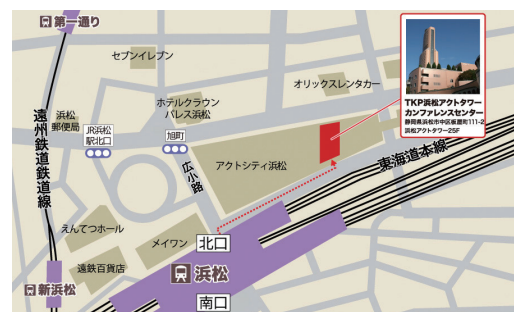 第一通り
セブンイレブン
オリックスレンタカー
TKP浜松アクトタワー
カンファレンスセンター
静岡県浜松市中区板屋町111-2
浜松アクトタワー25F
ホテルクラウン
パレス浜松
浜松
郵便局
JR浜松
駅北口
旭町
遠州鉄道鉄道線
広小路
アクトシティ浜松
東海道本線
えんてつホール
メイワン
北口
遠鉄百貨店
浜松
新浜松
南口